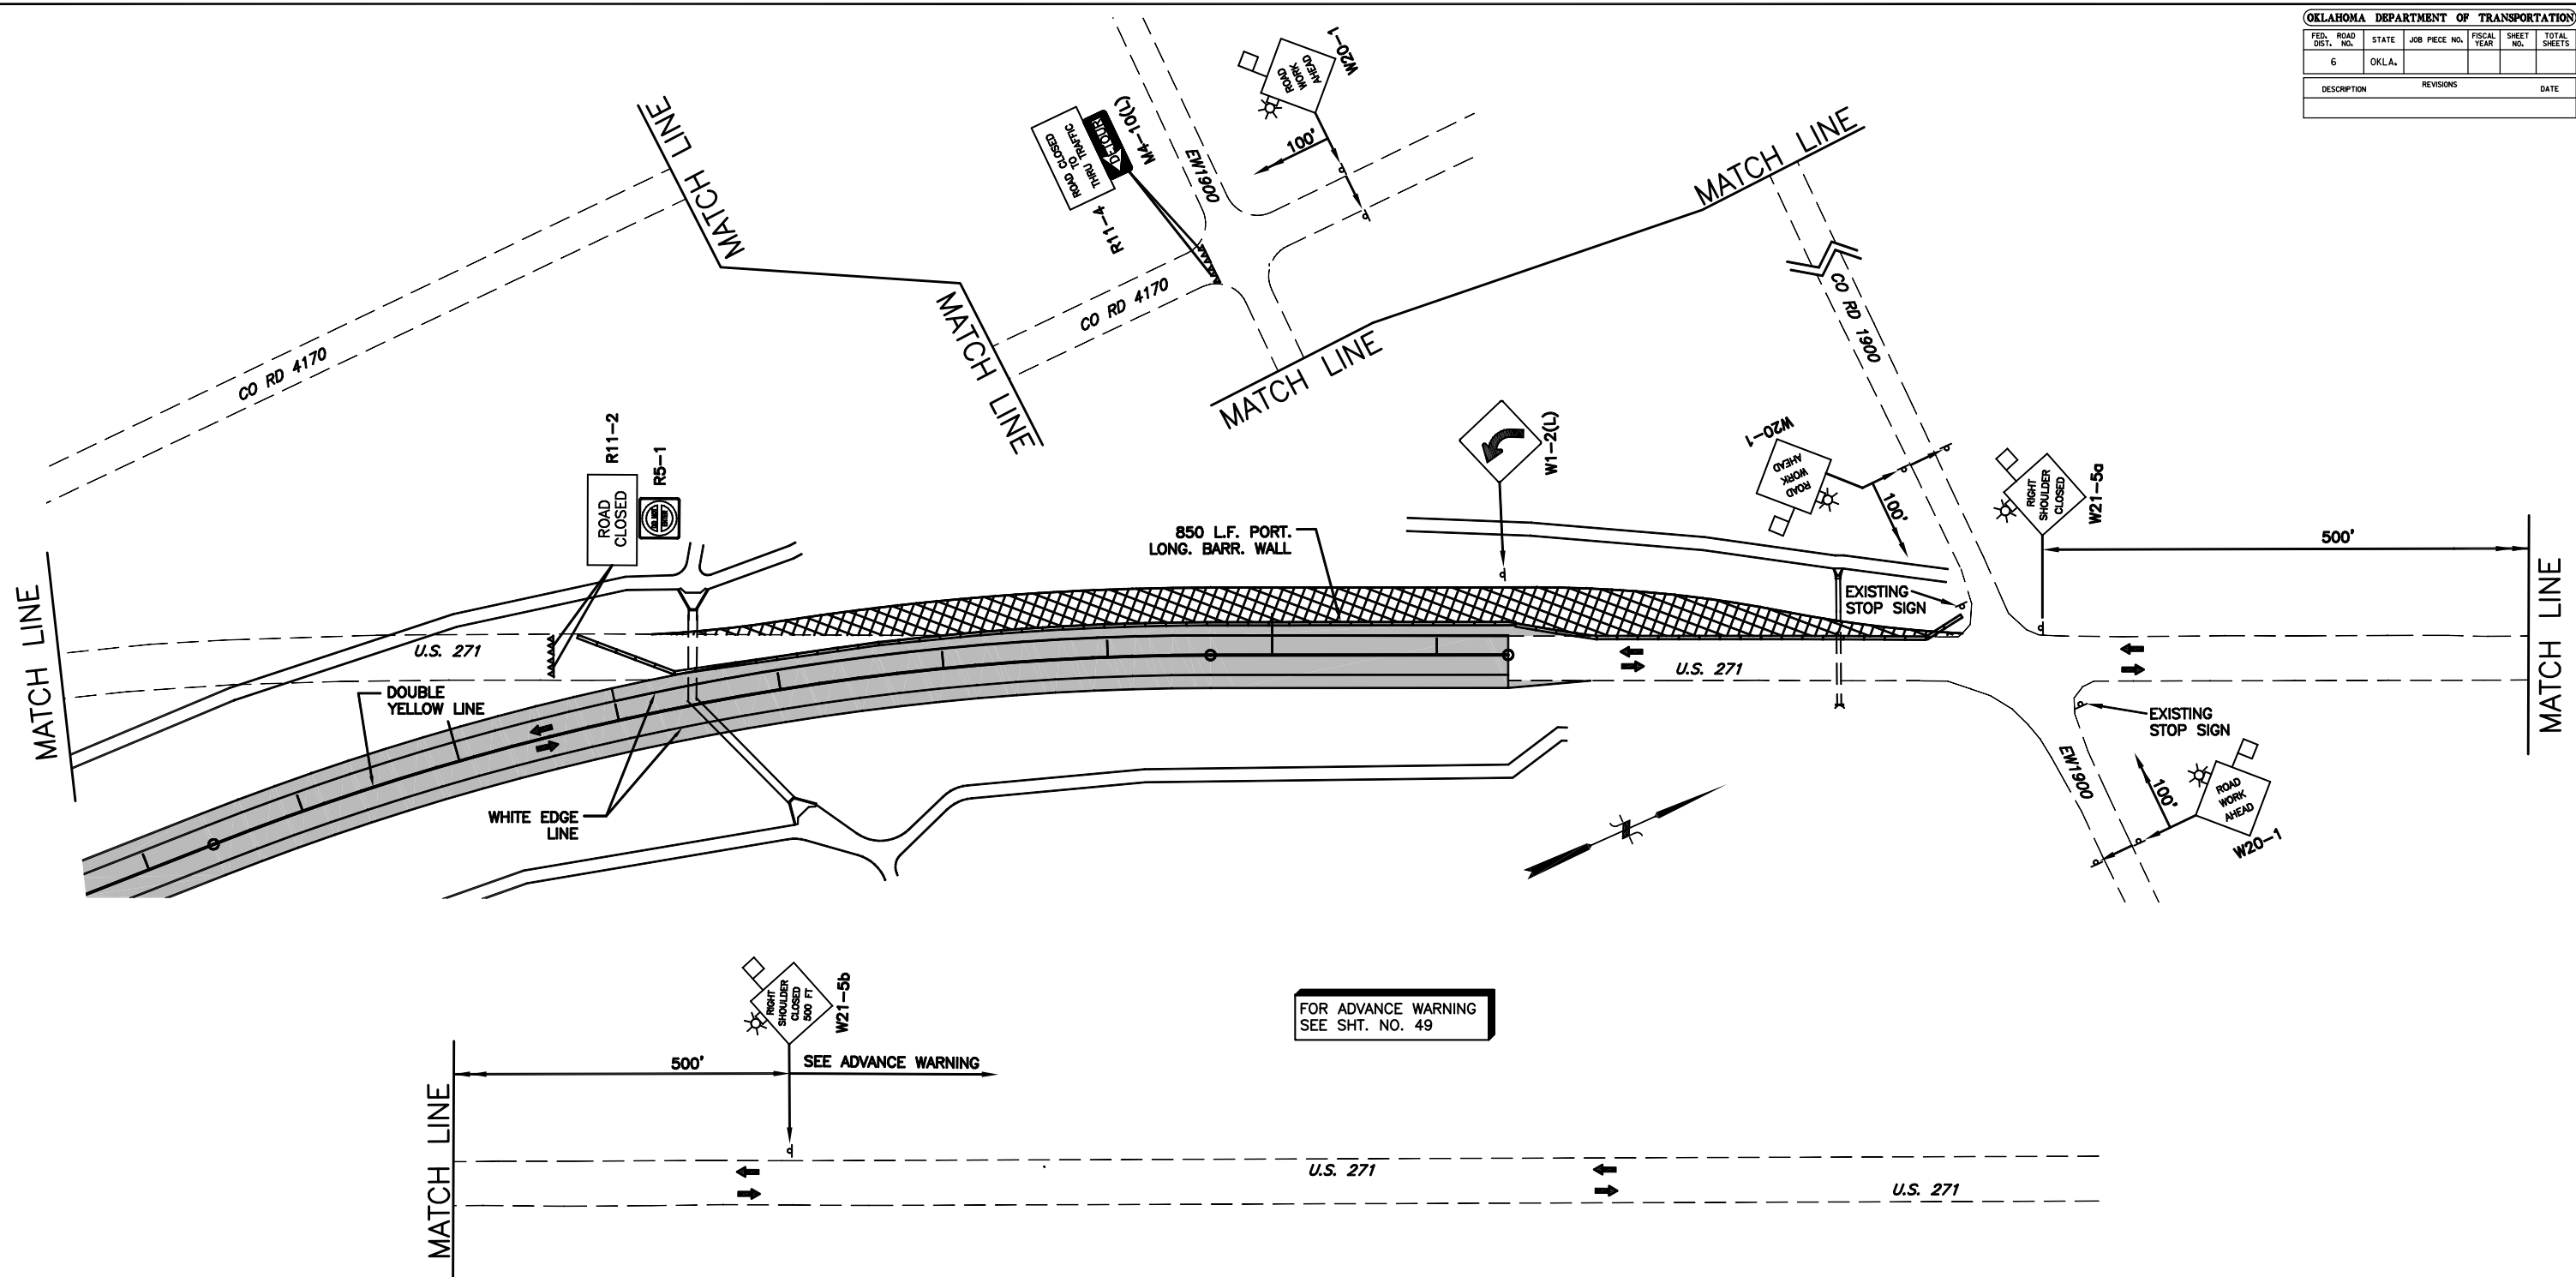 OKLAHOMA DEPARTMENT OF TRANSPORTATION
FED. ROAD DIST. NO.
STATE
JOB PIECE NO.
FISCAL YEAR
SHEET NO.
TOTAL SHEETS
6
OKLA.
DESCRIPTION
REVISIONS
DATE
MATCH LINE
CO RD 4170
MATCH LINE
ROAD CLOSED
TO
THRU TRAFFIC
DETOUR
M4-10(L)
R11-4
EW1900
ROAD
WORK
AHEAD
W20-1
100'
CO RD 4170
MATCH LINE
MATCH LINE
CO RD 1900
ROAD
CLOSED
R11-2
R5-1
W1-2(L)
850 L.F. PORT.
LONG. BARR. WALL
ROAD
WORK
AHEAD
W20-1
100'
EXISTING
STOP SIGN
RIGHT
SHOULDER
CLOSED
W21-5a
500'
MATCH LINE
MATCH LINE
U.S. 271
DOUBLE
YELLOW LINE
WHITE EDGE
LINE
U.S. 271
EXISTING
STOP SIGN
EW1900
100'
ROAD
WORK
AHEAD
W20-1
RIGHT
SHOULDER
CLOSED
500 FT
W21-5b
500'
SEE ADVANCE WARNING
FOR ADVANCE WARNING
SEE SHT. NO. 49
MATCH LINE
U.S. 271
U.S. 271